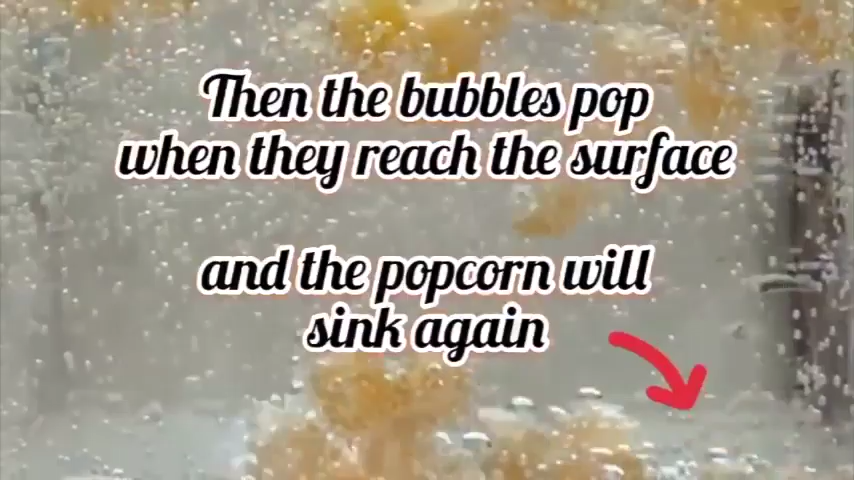 Then the bubbles pop
when they reach the surface
and the popcorn will
sink again